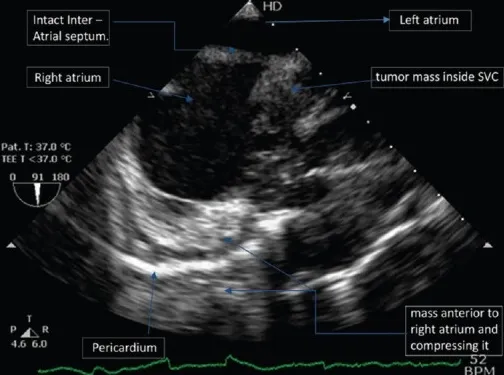 HD
Intact Inter –
Atrial septum.
Left atrium
Right atrium
tumor mass inside SVC
Pat. T: 37.0 °C
TEE T <37.0 °C
0 91 180
T
P R
4.6 6.0
Pericardium
mass anterior to
right atrium and
compressing it
52
BPM